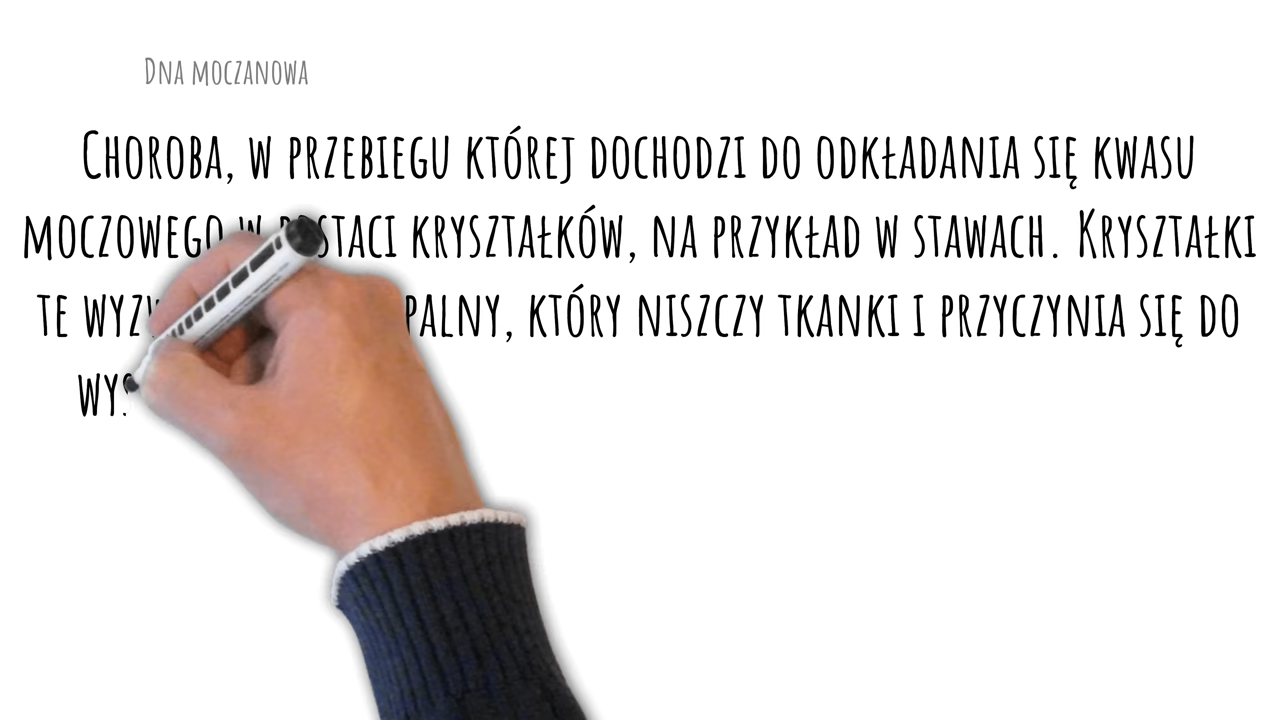 Dna moczanowa
Choroba, w przebiegu której dochodzi do odkładania się kwasu
moczowego w postaci kryształków, na przykład w stawach. Kryształki
te który niszczy tkanki i przyczynia się do